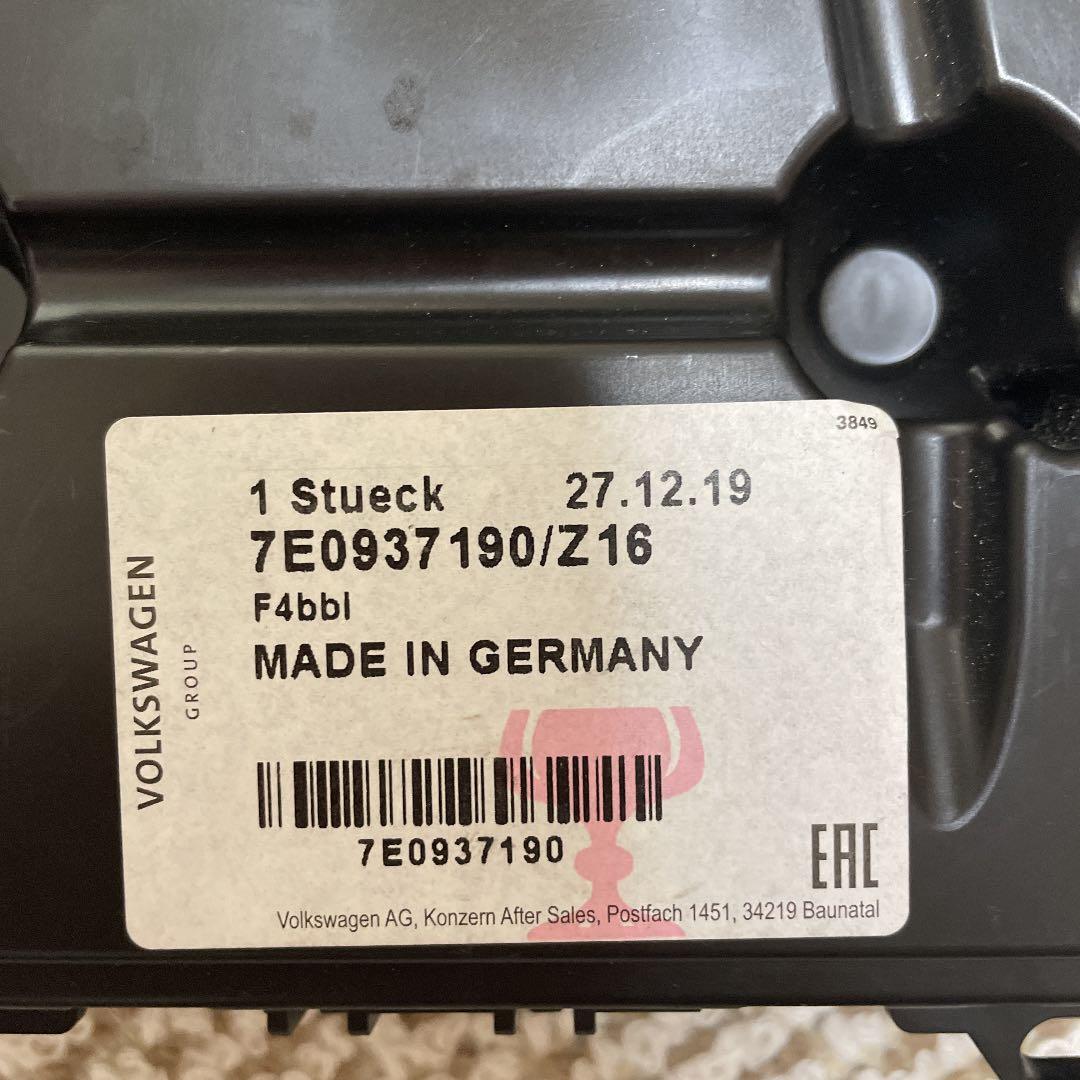 3849
1 Stueck 27.12.19
7E0937190/Z16
F4bbl
MADE IN GERMANY
VOLKSWAGEN
GROUP
7E0937190
EAC
Volkswagen AG, Konzern After Sales, Postfach 1451, 34219 Baunatal